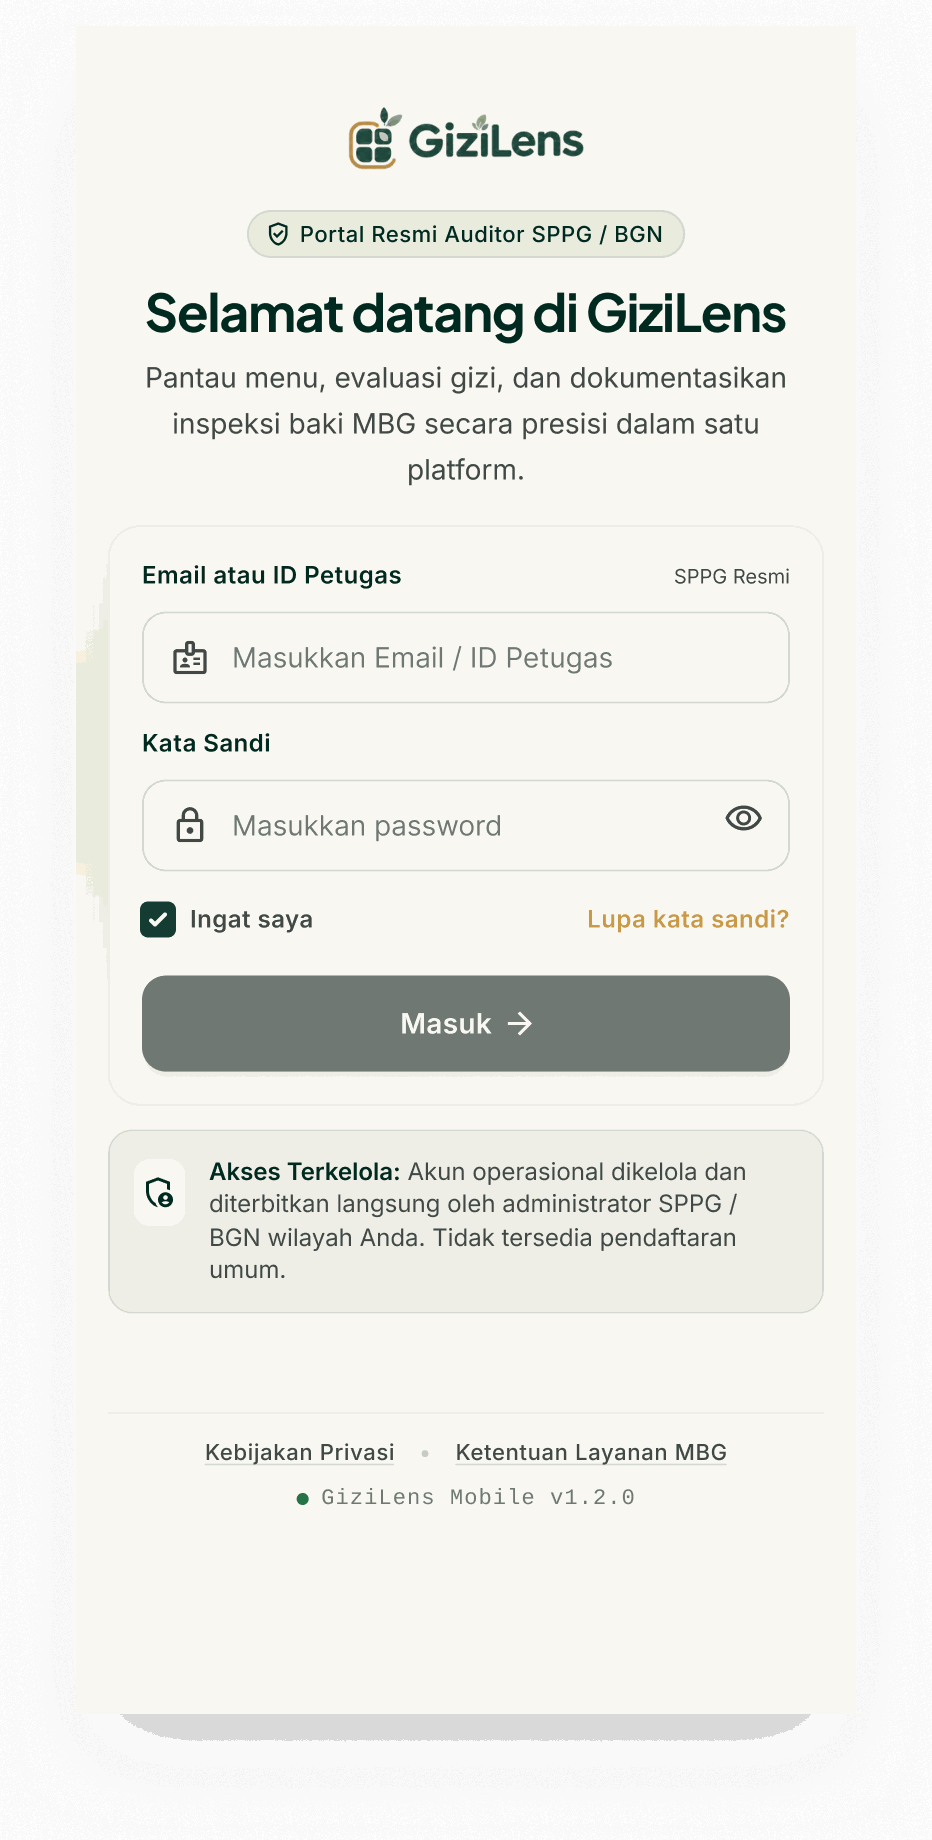 GiziLens
Portal Resmi Auditor SPPG / BGN
Selamat datang di GiziLens
Pantau menu, evaluasi gizi, dan dokumentasikan
inspeksi baki MBG secara presisi dalam satu
platform.
Email atau ID Petugas
SPPG Resmi
Masukkan Email / ID Petugas
Kata Sandi
Masukkan password
Ingat saya
Lupa kata sandi?
Masuk →
Akses Terkelola: Akun operasional dikelola dan
diterbitkan langsung oleh administrator SPPG /
BGN wilayah Anda. Tidak tersedia pendaftaran
umum.
Kebijakan Privasi • Ketentuan Layanan MBG
GiziLens Mobile v1.2.0